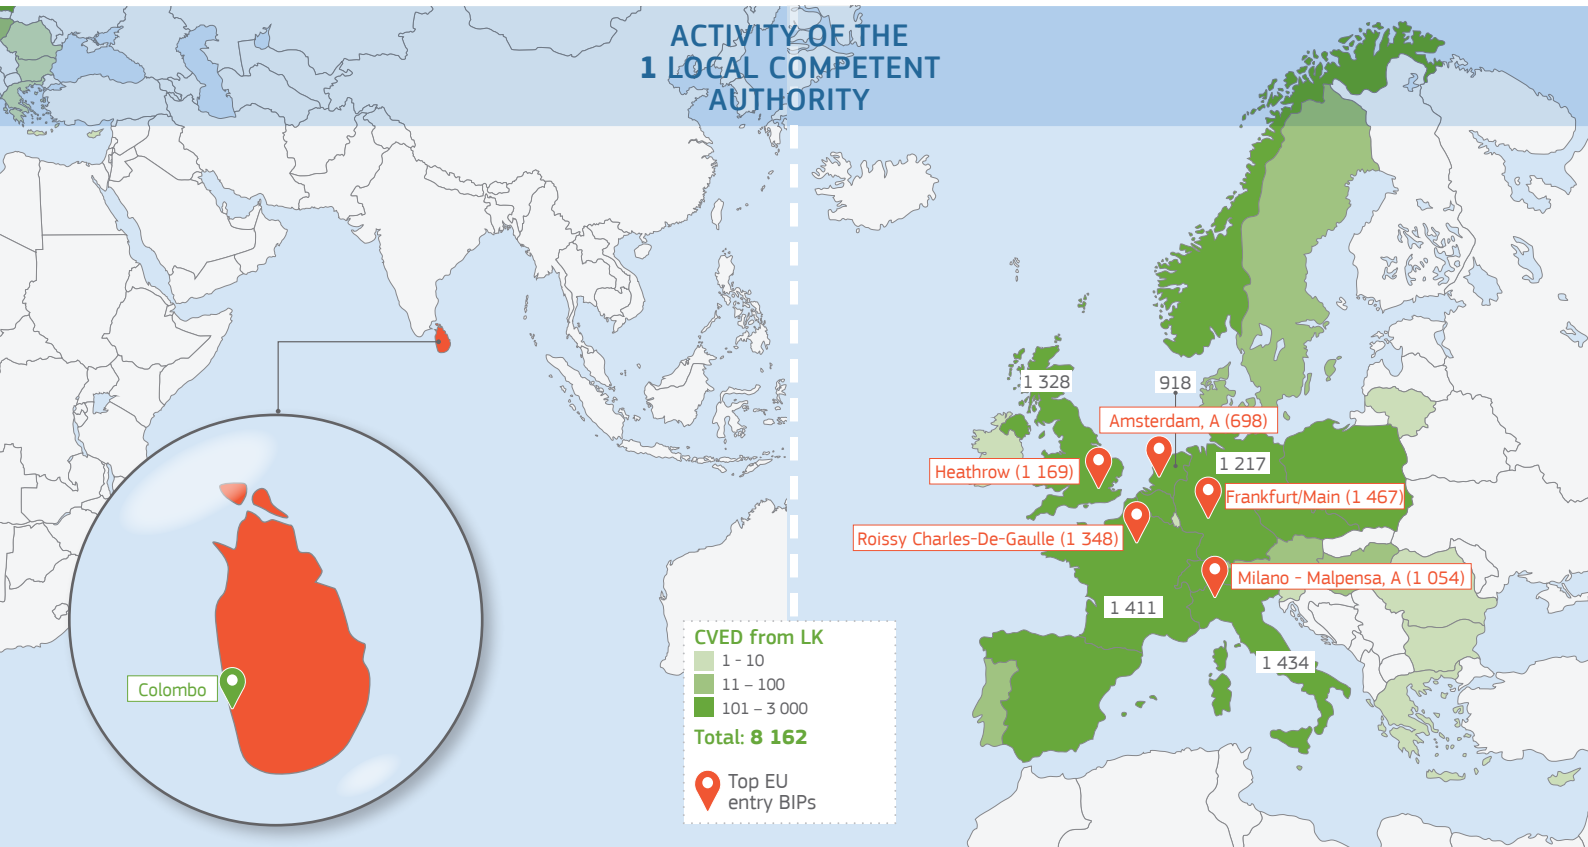 ACTIVITY OF THE
1 LOCAL COMPETENT
AUTHORITY
1 328
918
Amsterdam, A (698)
Heathrow (1 169)
1 217
Frankfurt/Main (1 467)
Roissy Charles-De-Gaulle (1 348)
Milano - Malpensa, A (1 054)
1 411
1 434
Colombo
CVED from LK
1 - 10
11 – 100
101 – 3 000
Total: 8 162
Top EU
entry BIPs